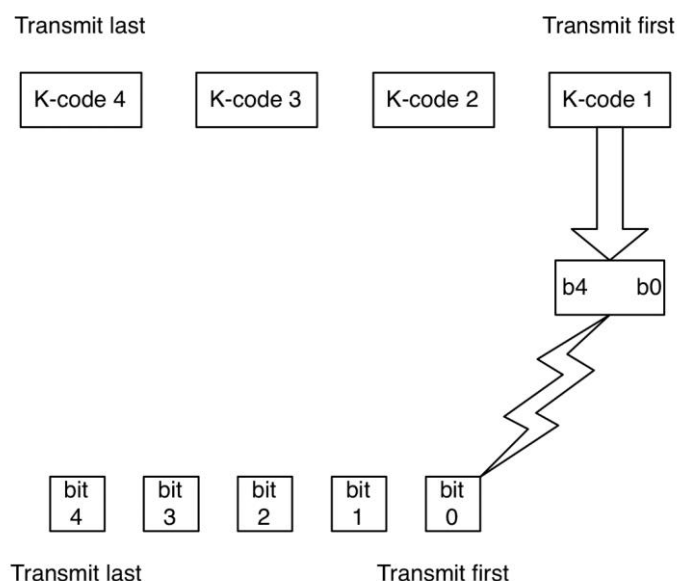 Transmit last
Transmit first
K-code 4
K-code 3
K-code 2
K-code 1
b4
b0
bit
4
bit
3
bit
2
bit
1
bit
0
Transmit last
Transmit first